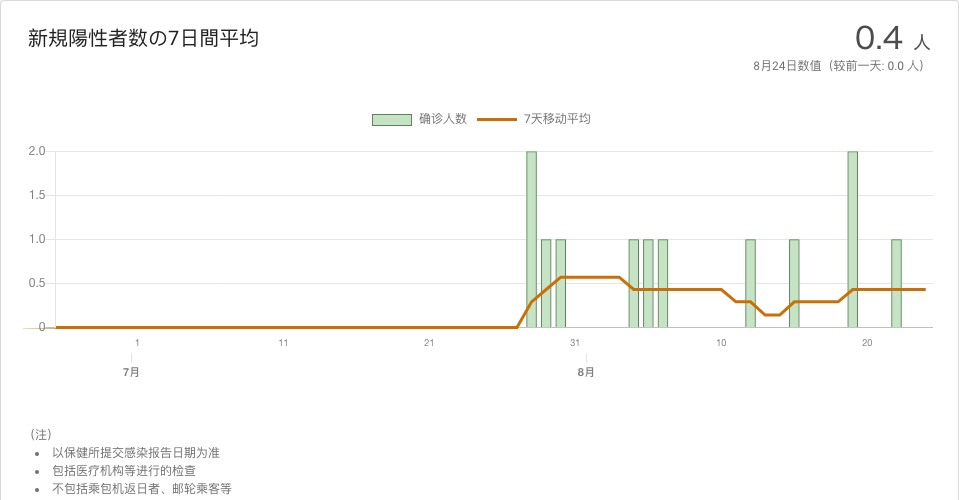 新規陽性者数の7日間平均
0.4 人
8月24日数值（较前一天: 0.0 人）
确诊人数 7天移动平均
2.0
1.5
1.0
0.5
0
1 11 21 31 10 20
7月 8月
（注）
• 以保健所提交感染报告日期为准
• 包括医疗机构等进行的检查
• 不包括乘包机返日者、邮轮乘客等